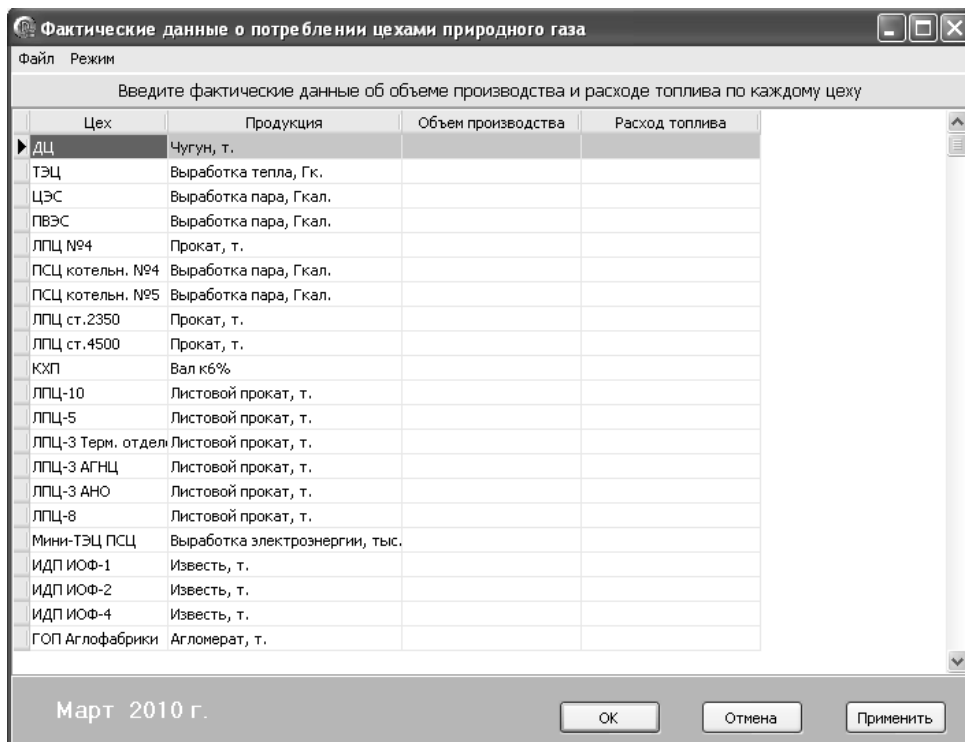 Фактические данные о потреблении цехами природного газа
Файл Режим
Введите фактические данные об объеме производства и расходе топлива по каждому цеху
Цех Продукция Объем производства Расход топлива
ДЦ Чугун, т.
ТЭЦ Выработка тепла, Гк.
ЦЭС Выработка пара, Гкал.
ПВЭС Выработка пара, Гкал.
ЛПЦ №4 Прокат, т.
ПСЦ котельн. №4 Выработка пара, Гкал.
ПСЦ котельн. №5 Выработка пара, Гкал.
ЛПЦ ст.2350 Прокат, т.
ЛПЦ ст.4500 Прокат, т.
КХП Вал к6%
ЛПЦ-10 Листовой прокат, т.
ЛПЦ-5 Листовой прокат, т.
ЛПЦ-3 Терм. отдел Листовой прокат, т.
ЛПЦ-3 АГНЦ Листовой прокат, т.
ЛПЦ-3 АНО Листовой прокат, т.
ЛПЦ-8 Листовой прокат, т.
Мини-ТЭЦ ПСЦ Выработка электроэнергии, тыс.
ИДП ИОФ-1 Известь, т.
ИДП ИОФ-2 Известь, т.
ИДП ИОФ-4 Известь, т.
ГОП Аглофабрики Агломерат, т.
Март 2010 г.
ОК Отмена Применить